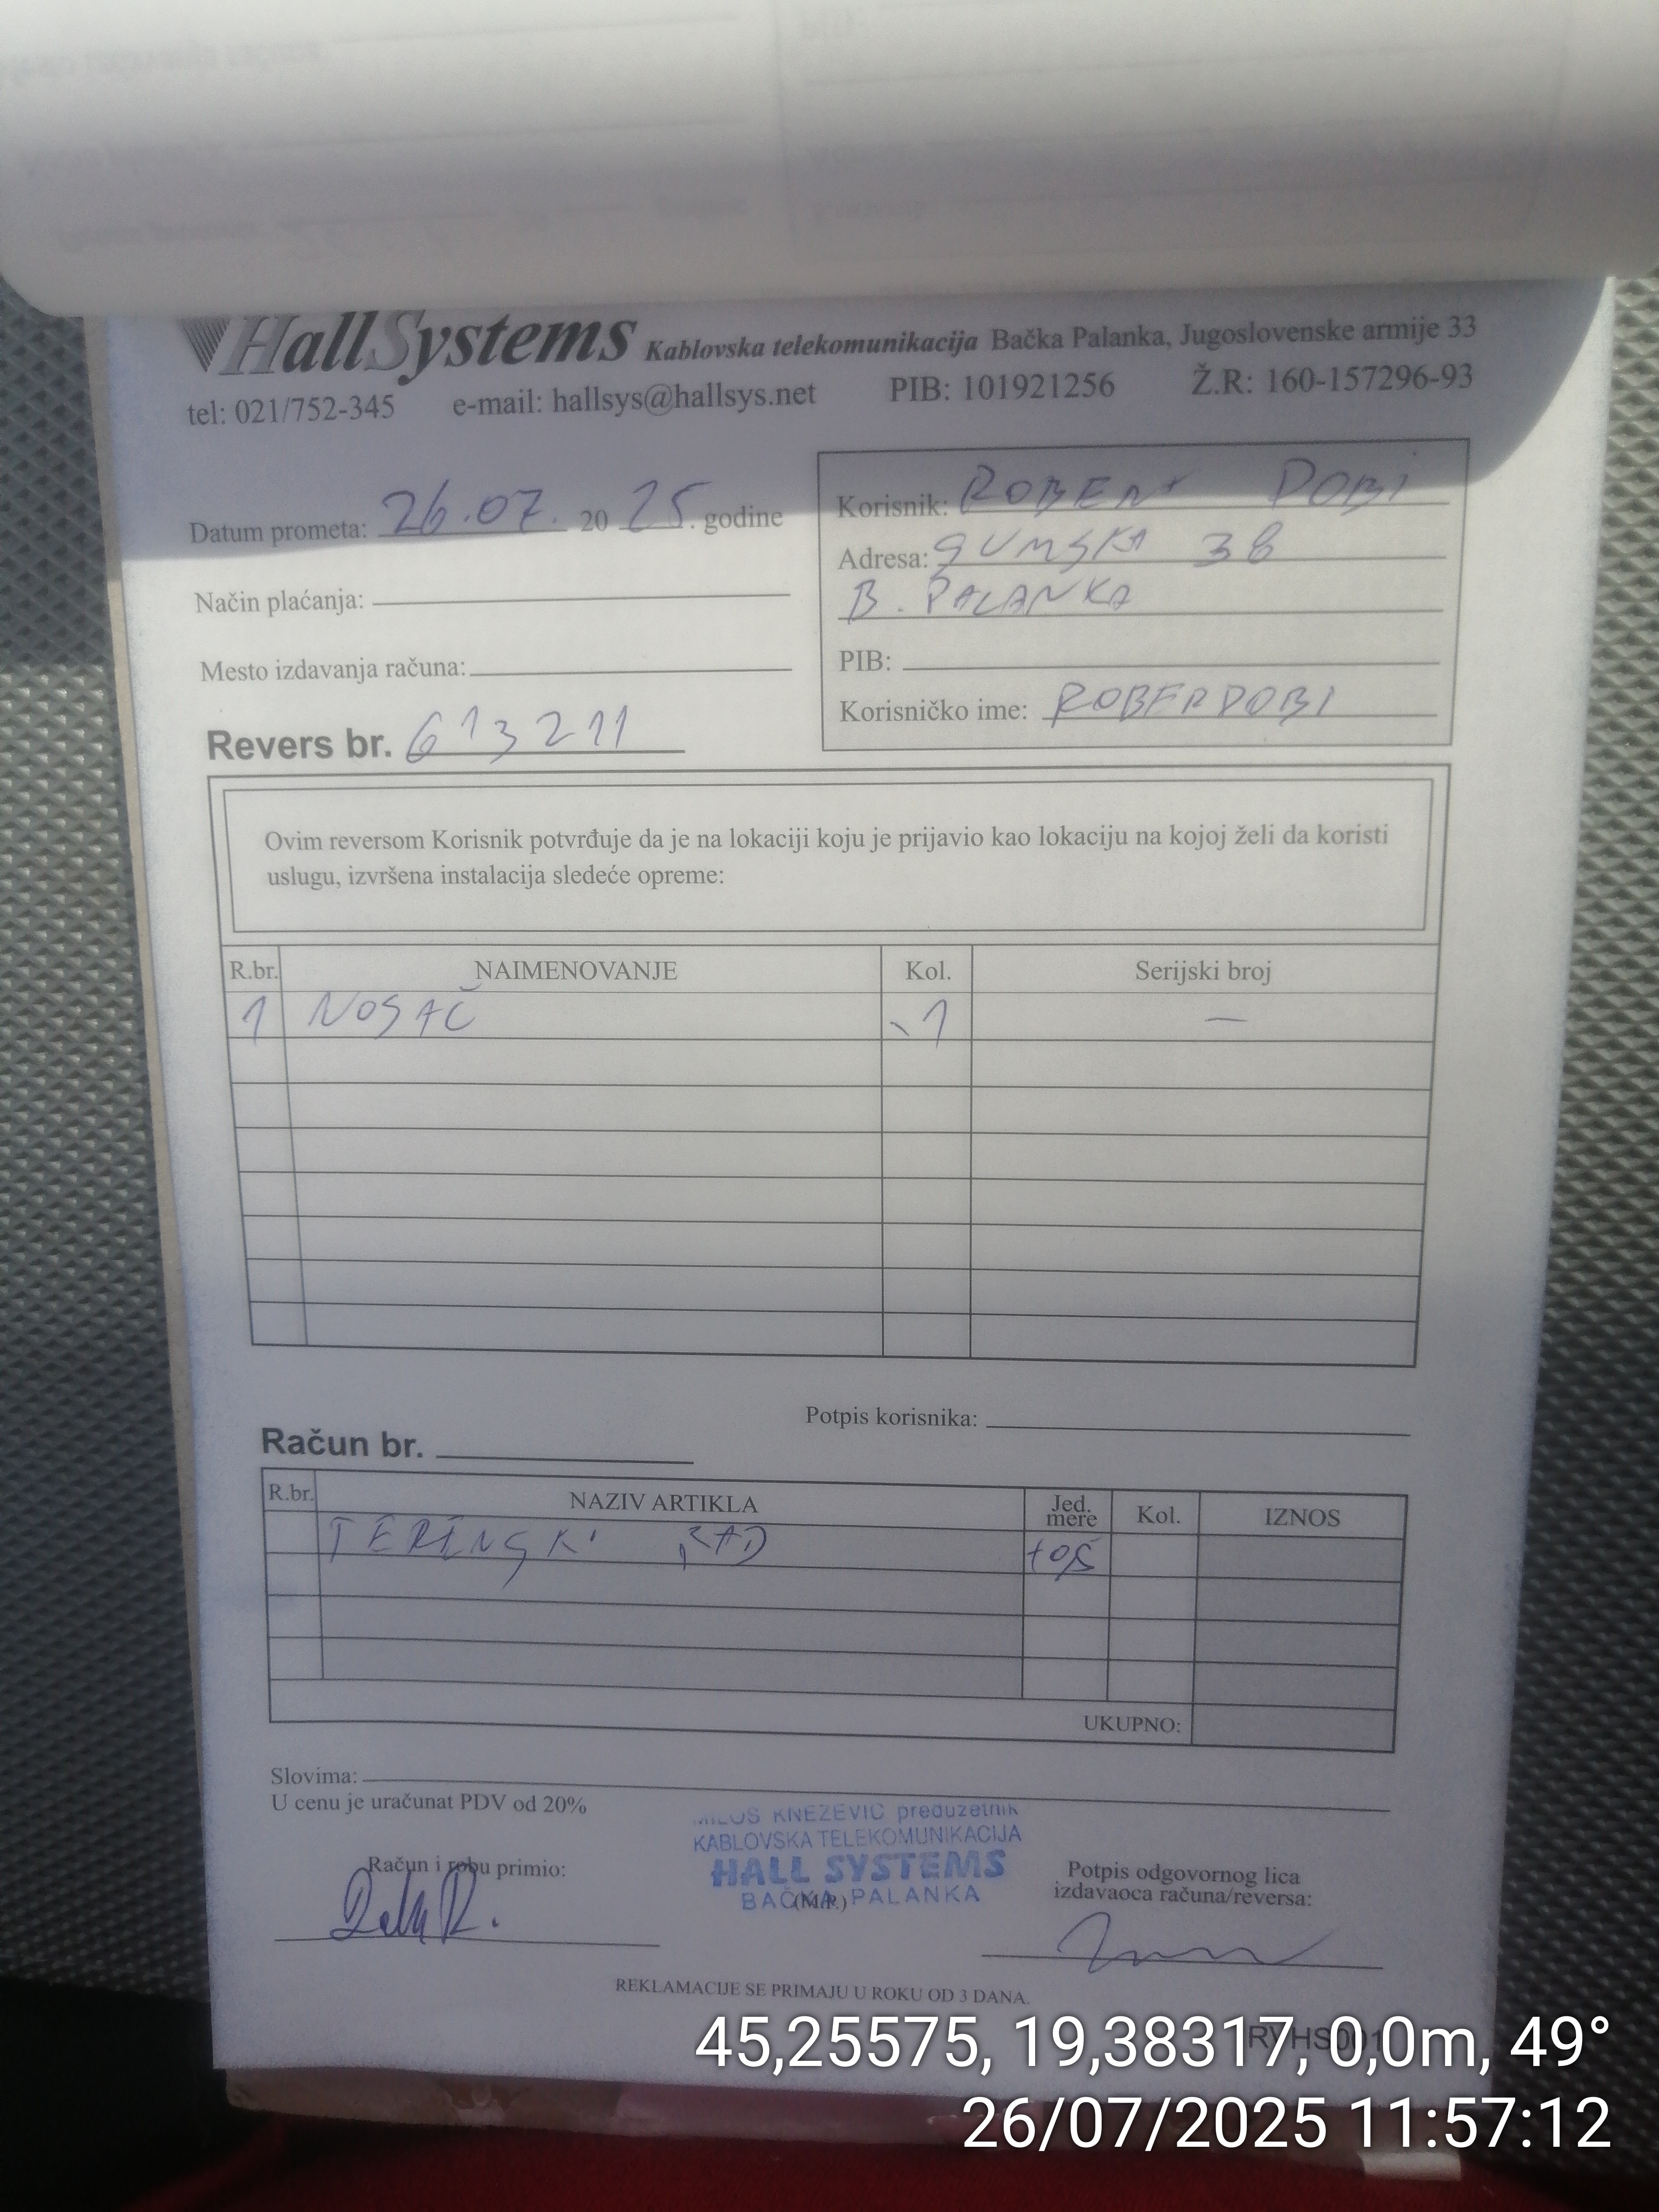 HallSystems Kablovska telekomunikacija Bačka Palanka, Jugoslovenske armije 33
tel: 021/752-345 e-mail: hallsys@hallsys.net PIB: 101921256 Ž.R: 160-157296-93
Datum prometa: 26.07. 20 25. godine
Način plaćanja:
Mesto izdavanja računa:
Revers br. 613211
Korisnik: ROBERT DOBI
Adresa: ŠUMSKA 38
B. PALANKA
PIB:
Korisničko ime: ROBERDOBI
Ovim reversom Korisnik potvrđuje da je na lokaciji koju je prijavio kao lokaciju na kojoj želi da koristi
uslugu, izvršena instalacija sledeće opreme:
R.br. NAIMENOVANJE Kol. Serijski broj
1 NOSAČ 1 —
Potpis korisnika:
Račun br.
R.br. NAZIV ARTIKLA Jed. mere Kol. IZNOS
TERENSKI RAD
UKUPNO:
Slovima:
U cenu je uračunat PDV od 20%
MILOŠ KNEŽEVIĆ preduzetnik
KABLOVSKA TELEKOMUNIKACIJA
HALL SYSTEMS
BAČKA PALANKA
(M.P.)
Račun i robu primio:
Potpis odgovornog lica
izdavaoca računa/reversa:
REKLAMACIJE SE PRIMAJU U ROKU OD 3 DANA.
RVHS001
45,25575, 19,38317, 0,0m, 49°
26/07/2025 11:57:12